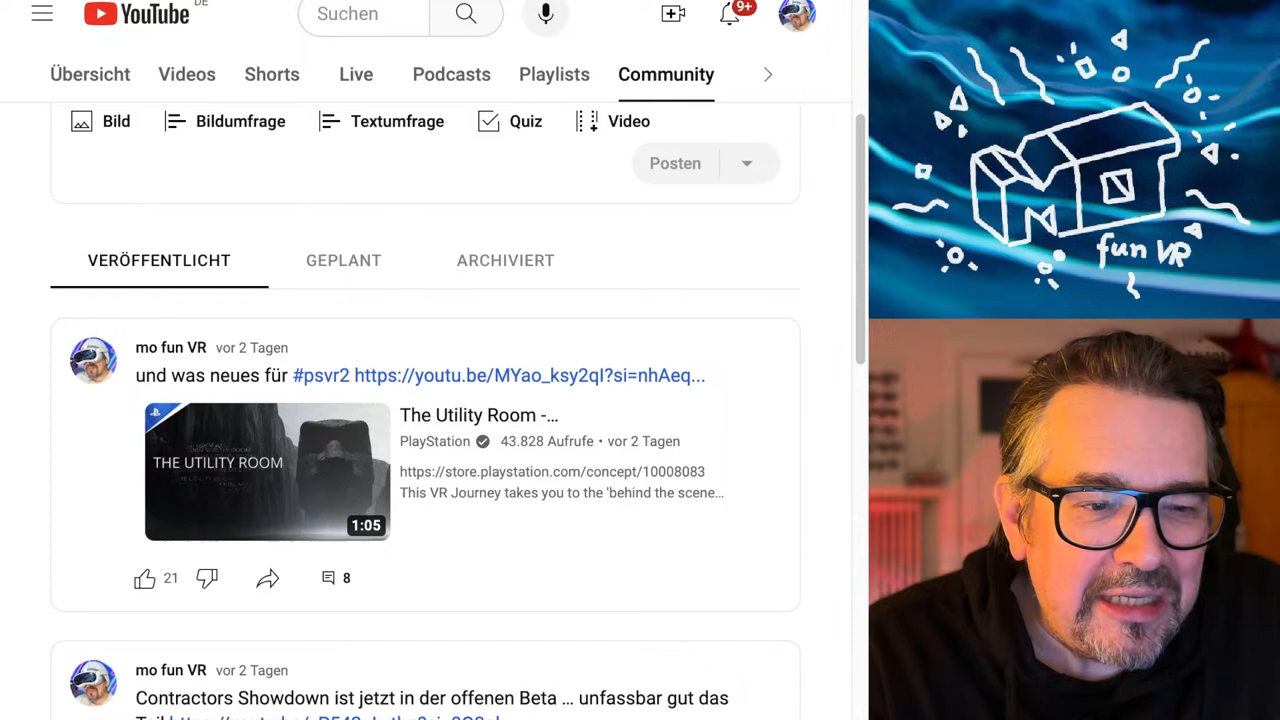 YouTube DE
Suchen
9+
Übersicht Videos Shorts Live Podcasts Playlists Community
Bild Bildumfrage Textumfrage Quiz Video
Posten
VERÖFFENTLICHT GEPLANT ARCHIVIERT
mo fun VR vor 2 Tagen
und was neues für #psvr2 https://youtu.be/MYao_ksy2qI?si=nhAeq...
THE UTILITY ROOM
1:05
The Utility Room -...
PlayStation 43.828 Aufrufe • vor 2 Tagen
https://store.playstation.com/concept/10008083
This VR Journey takes you to the 'behind the scene...
21 8
mo fun VR vor 2 Tagen
Contractors Showdown ist jetzt in der offenen Beta ... unfassbar gut das
fun VR